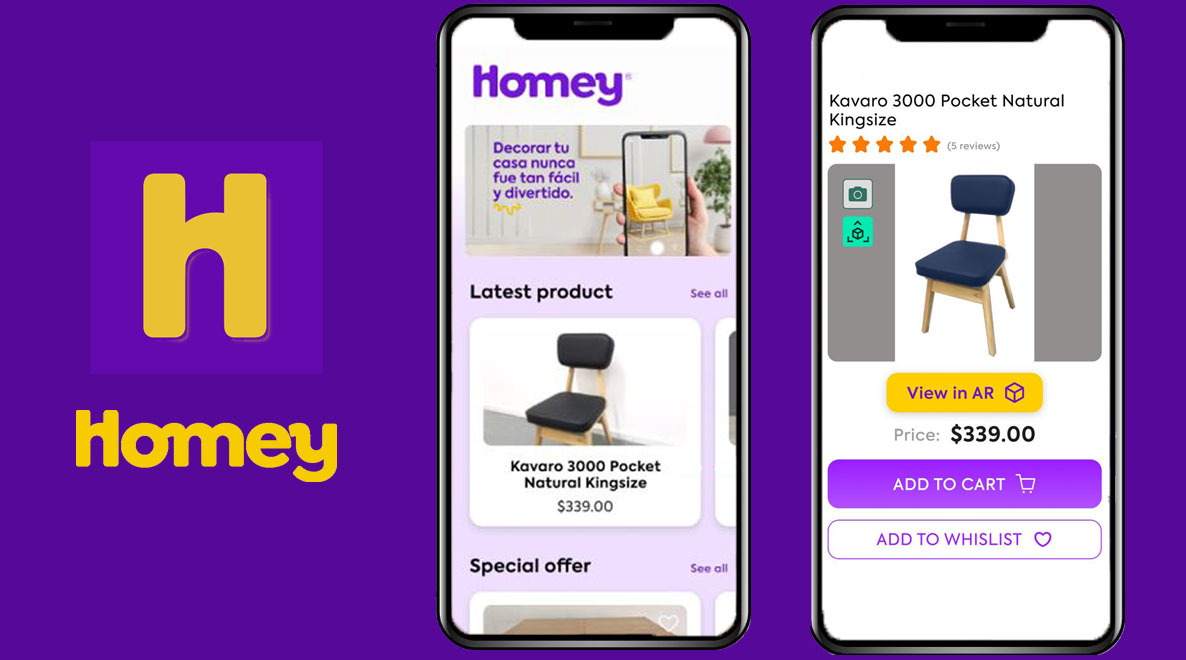 H
Homey
Homey®
Decorar tu
casa nunca
fue tan fácil
y divertido.
Latest product
See all
Kavaro 3000 Pocket
Natural Kingsize
$339.00
Special offer
See all
Kavaro 3000 Pocket Natural
Kingsize
(5 reviews)
View in AR
Price: $339.00
ADD TO CART
ADD TO WHISLIST